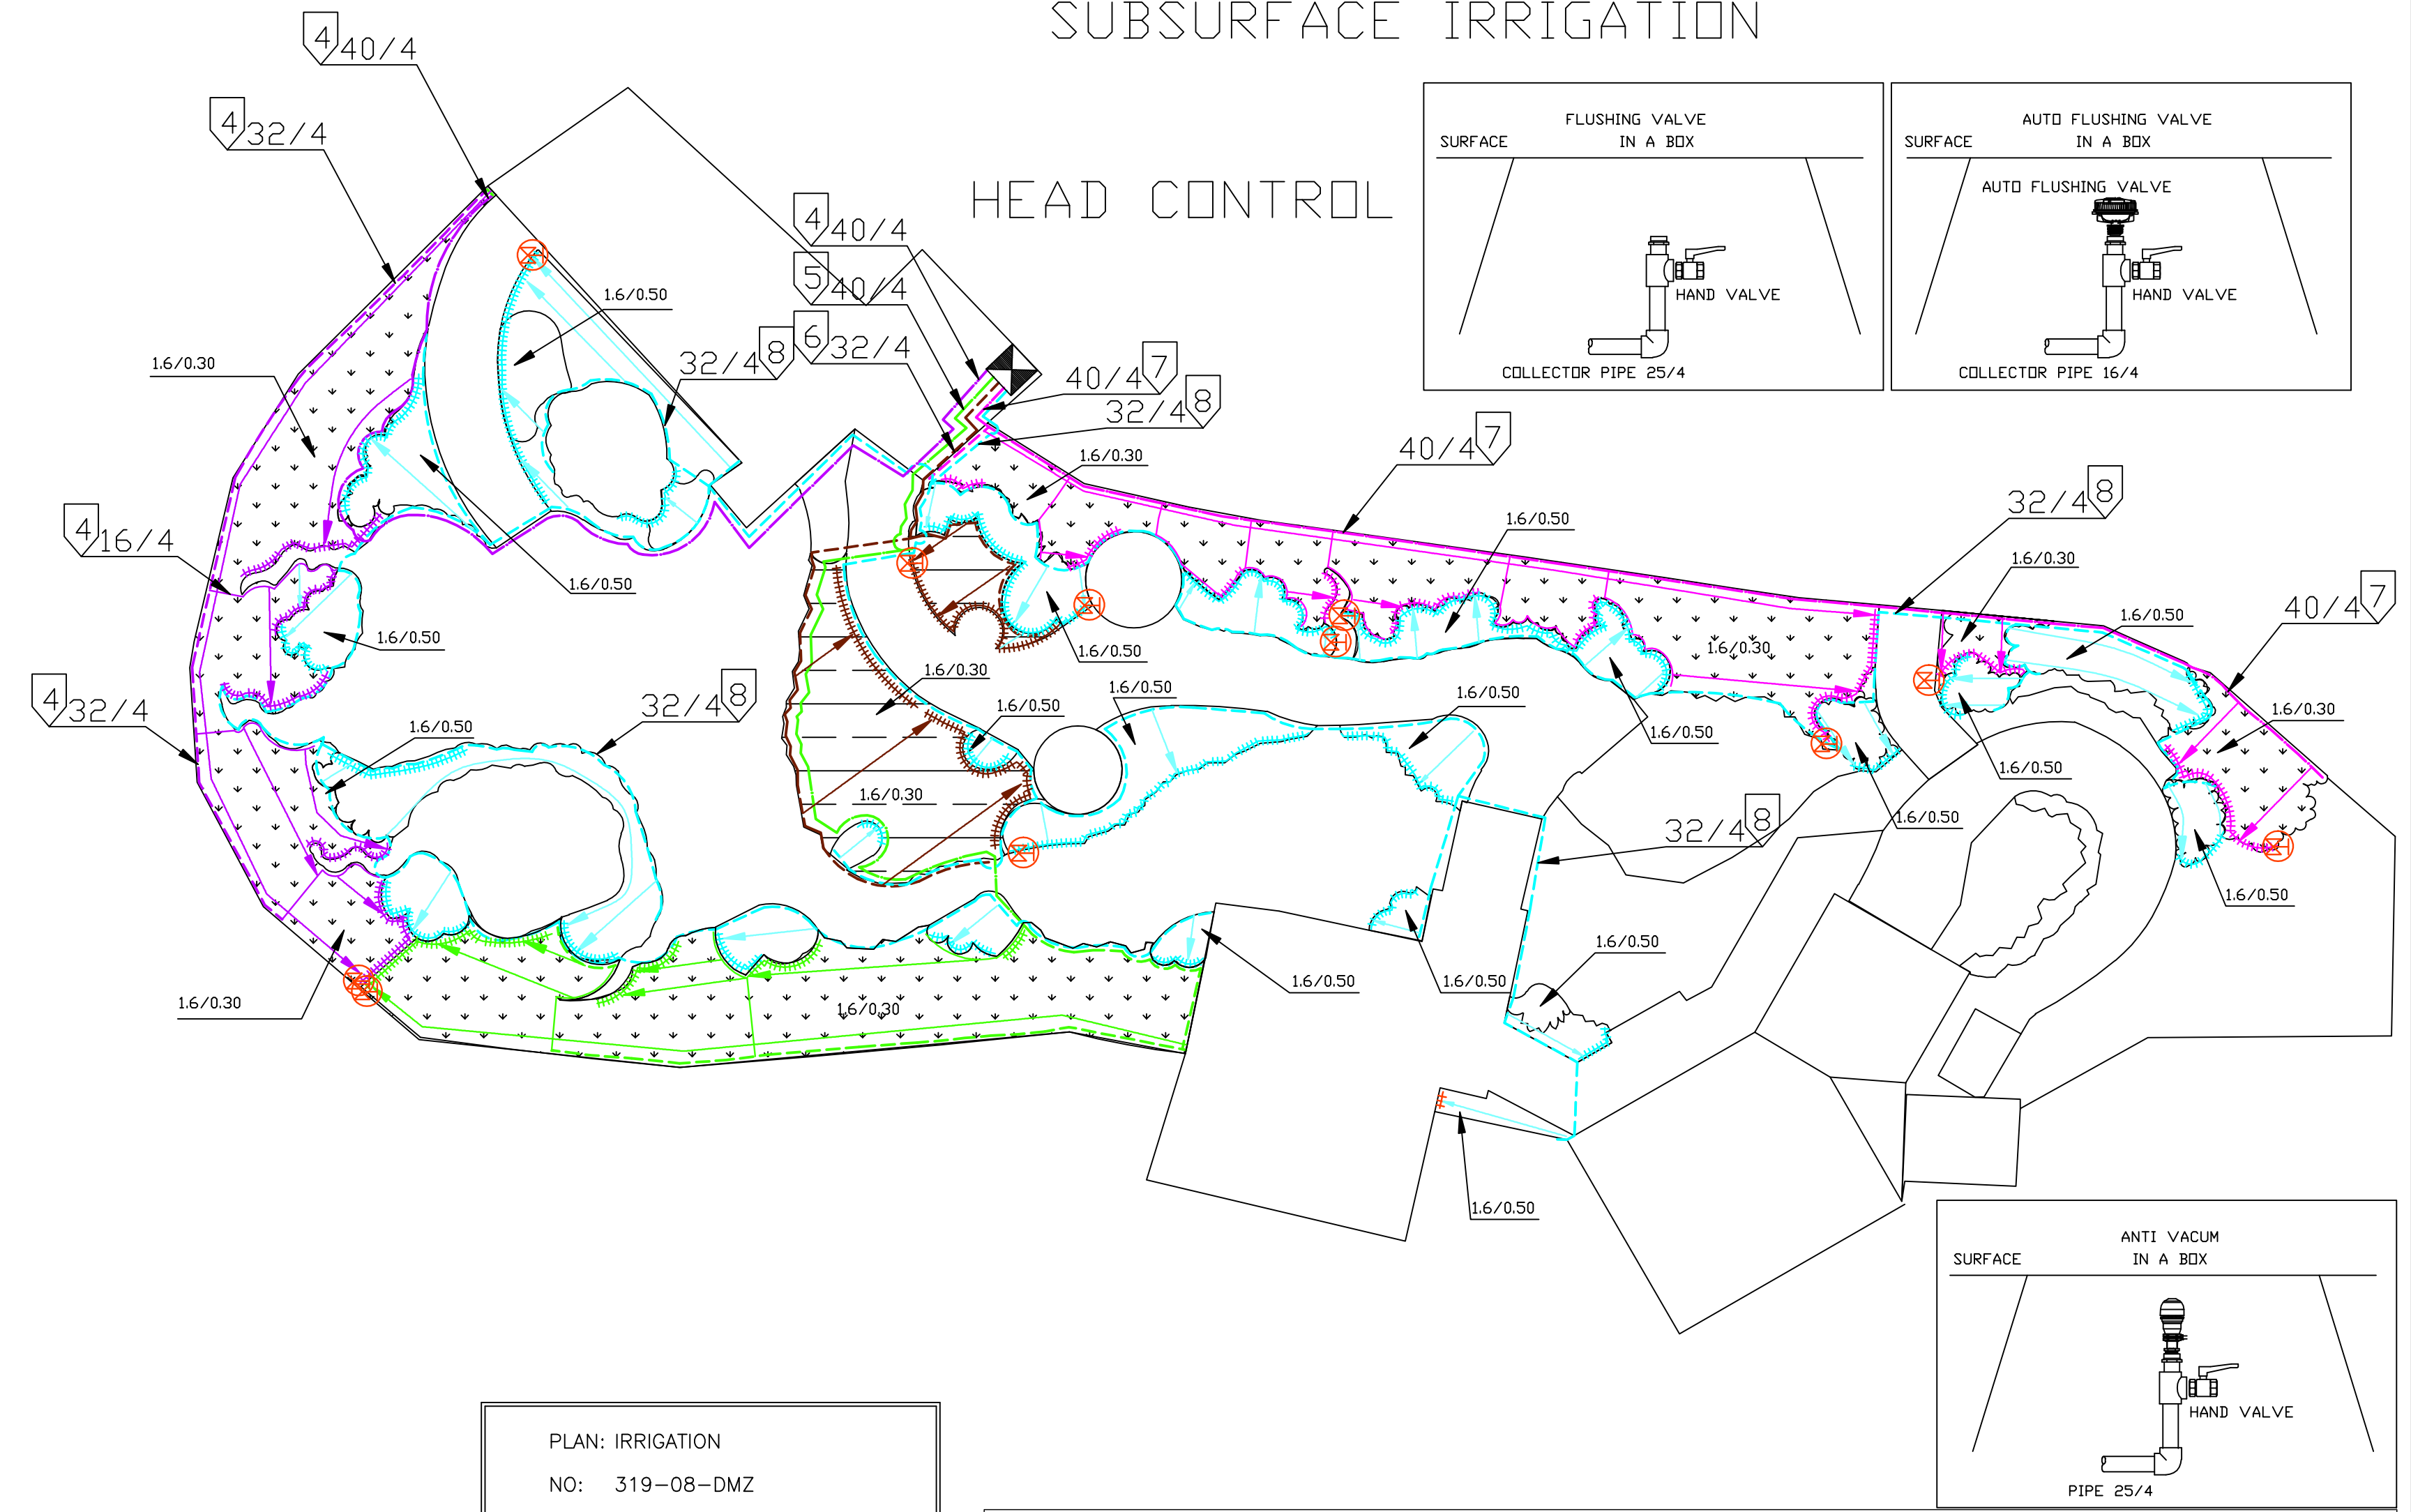 SUBSURFACE IRRIGATION
HEAD CONTROL
4 40/4
4 32/4
4 40/4
5 40/4
6 32/4
32/4 8
40/4 7
32/4 8
FLUSHING VALVE
IN A BOX
SURFACE
HAND VALVE
COLLECTOR PIPE 25/4
AUTO FLUSHING VALVE
IN A BOX
SURFACE
AUTO FLUSHING VALVE
HAND VALVE
COLLECTOR PIPE 16/4
1.6/0.50
1.6/0.30
1.6/0.30
40/4 7
32/4 8
4 16/4
1.6/0.50
1.6/0.50
1.6/0.30
1.6/0.50
40/4 7
1.6/0.50
1.6/0.50
1.6/0.30
1.6/0.30
4 32/4
32/4 8
1.6/0.50
1.6/0.50
1.6/0.50
1.6/0.30
1.6/0.50
1.6/0.50
1.6/0.50
1.6/0.30
1.6/0.50
32/4 8
1.6/0.50
1.6/0.50
1.6/0.50
1.6/0.50
1.6/0.50
1.6/0.30
1.6/0.30
1.6/0.50
ANTI VACUM
IN A BOX
SURFACE
HAND VALVE
PIPE 25/4
PLAN: IRRIGATION
NO: 319-08-DMZ